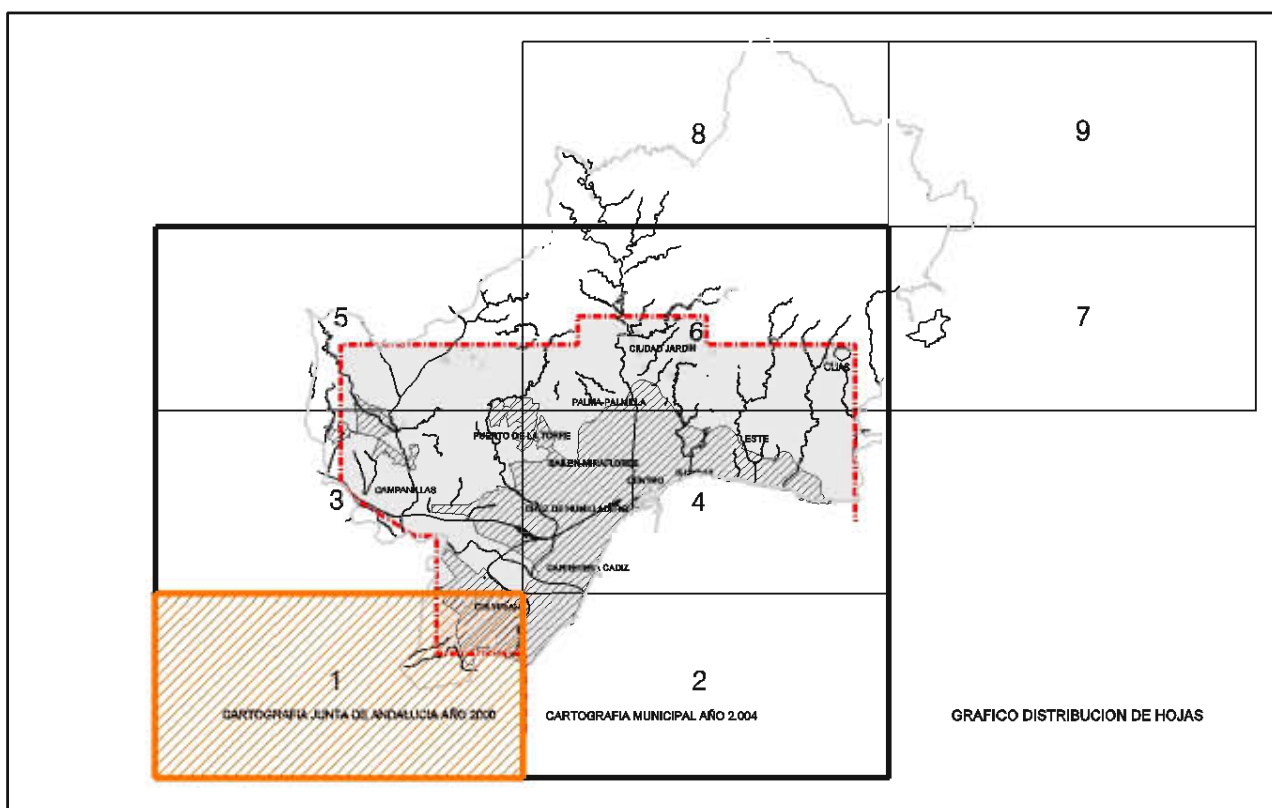 8
9
5
6
7
CIUDAD JARDIN
OLIAS
PALMA-PALMILLA
PUERTO DE LA TORRE
ESTE
BAILEN-MIRAFLORES
CENTRO
CAMPANILLAS
3
4
CRUZ DE HUMILLADERO
CARRETERA CADIZ
CHURRIANA
1
2
CARTOGRAFIA JUNTA DE ANDALUCIA AÑO 2000
CARTOGRAFIA MUNICIPAL AÑO 2.004
GRAFICO DISTRIBUCION DE HOJAS